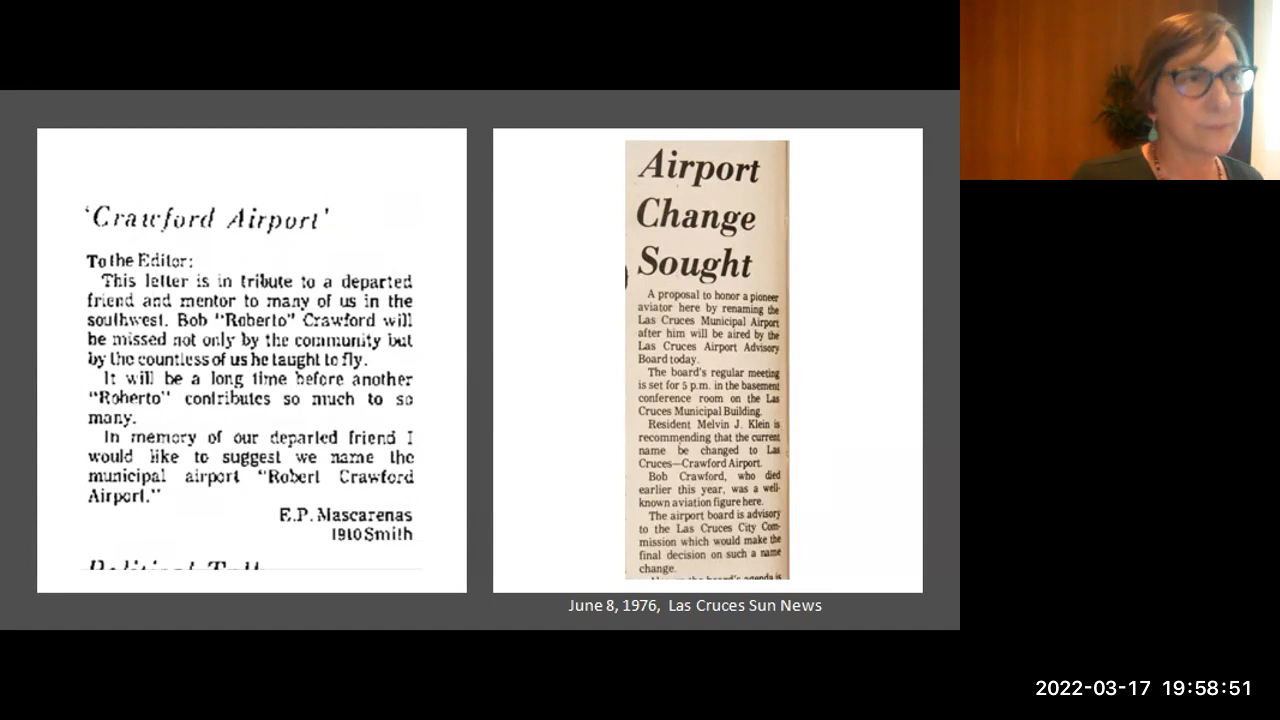 'Crawford Airport'
To the Editor:
This letter is in tribute to a departed
friend and mentor to many of us in the
southwest. Bob "Roberto" Crawford will
be missed not only by the community but
by the countless of us he taught to fly.
It will be a long time before another
"Roberto" contributes so much to so
many.
In memory of our departed friend I
would like to suggest we name the
municipal airport "Robert Crawford
Airport."
E.P. Mascarenas
1910 Smith
Airport
Change
Sought
A proposal to honor a pioneer
aviator here by renaming the
Las Cruces Municipal Airport
after him will be aired by the
Las Cruces Airport Advisory
Board today.
The board's regular meeting
is set for 5 p.m. in the basement
conference room on the Las
Cruces Municipal Building.
Resident Melvin J. Klein is
recommending that the current
name be changed to Las
Cruces—Crawford Airport.
Bob Crawford, who died
earlier this year, was a well-
known aviation figure here.
The airport board is advisory
to the Las Cruces City Com-
mission which would make the
final decision on such a name
change.
June 8, 1976, Las Cruces Sun News
2022-03-17 19:58:51